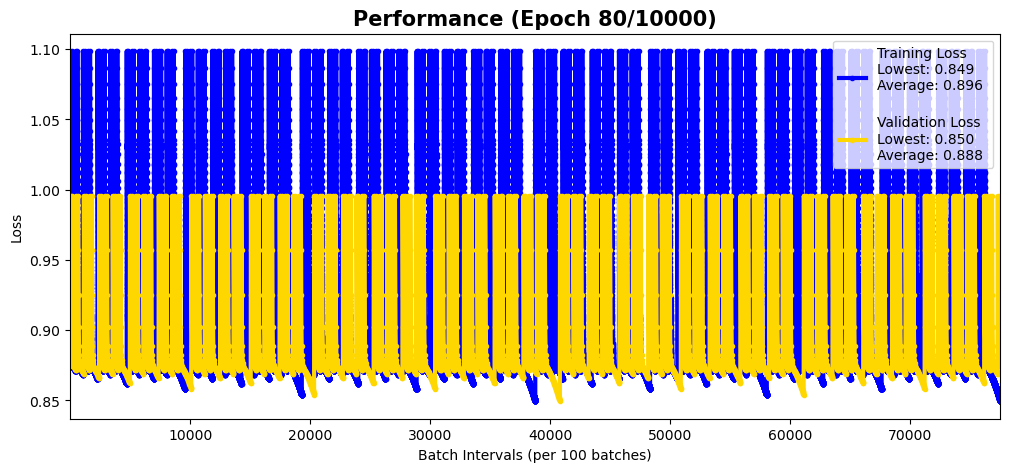 Performance (Epoch 80/10000)
1.10
1.05
1.00
0.95
0.90
0.85
Loss
Training Loss
Lowest: 0.849
Average: 0.896
Validation Loss
Lowest: 0.850
Average: 0.888
10000
20000
30000
40000
50000
60000
70000
Batch Intervals (per 100 batches)